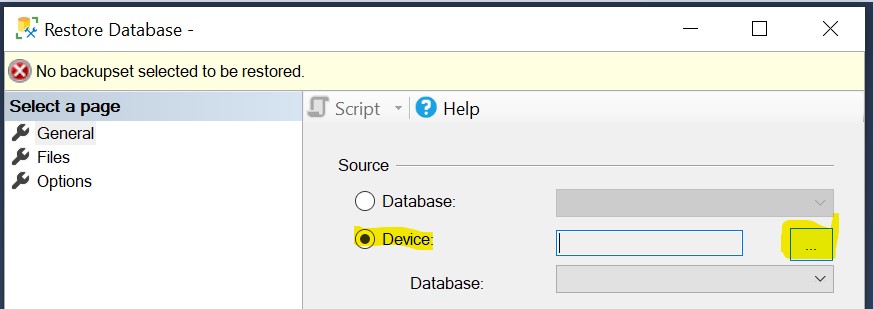 Restore Database -
No backupset selected to be restored.
Select a page
General
Files
Options
Script
Help
Source
Database:
Device:
...
Database: